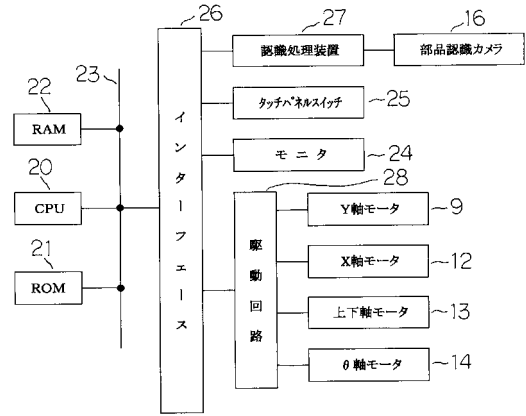 26
27
16
認識処理装置
部品認識カメラ
23
22
RAM
タッチパネルスイッチ
25
20
CPU
インターフェース
モニタ
24
28
21
ROM
駆動回路
Y軸モータ
9
X軸モータ
12
上下軸モータ
13
θ軸モータ
14